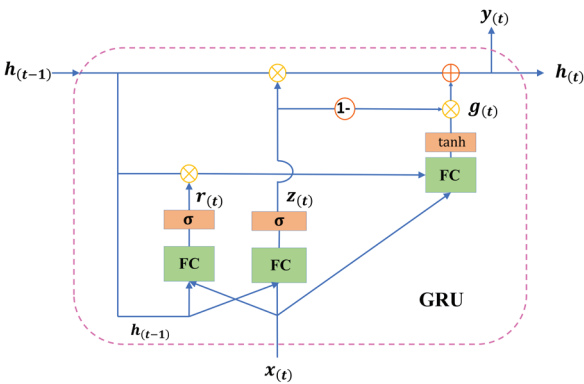 y(t)
h(t-1)
h(t)
1-
g(t)
tanh
FC
r(t)
z(t)
σ
σ
FC
FC
GRU
h(t-1)
x(t)